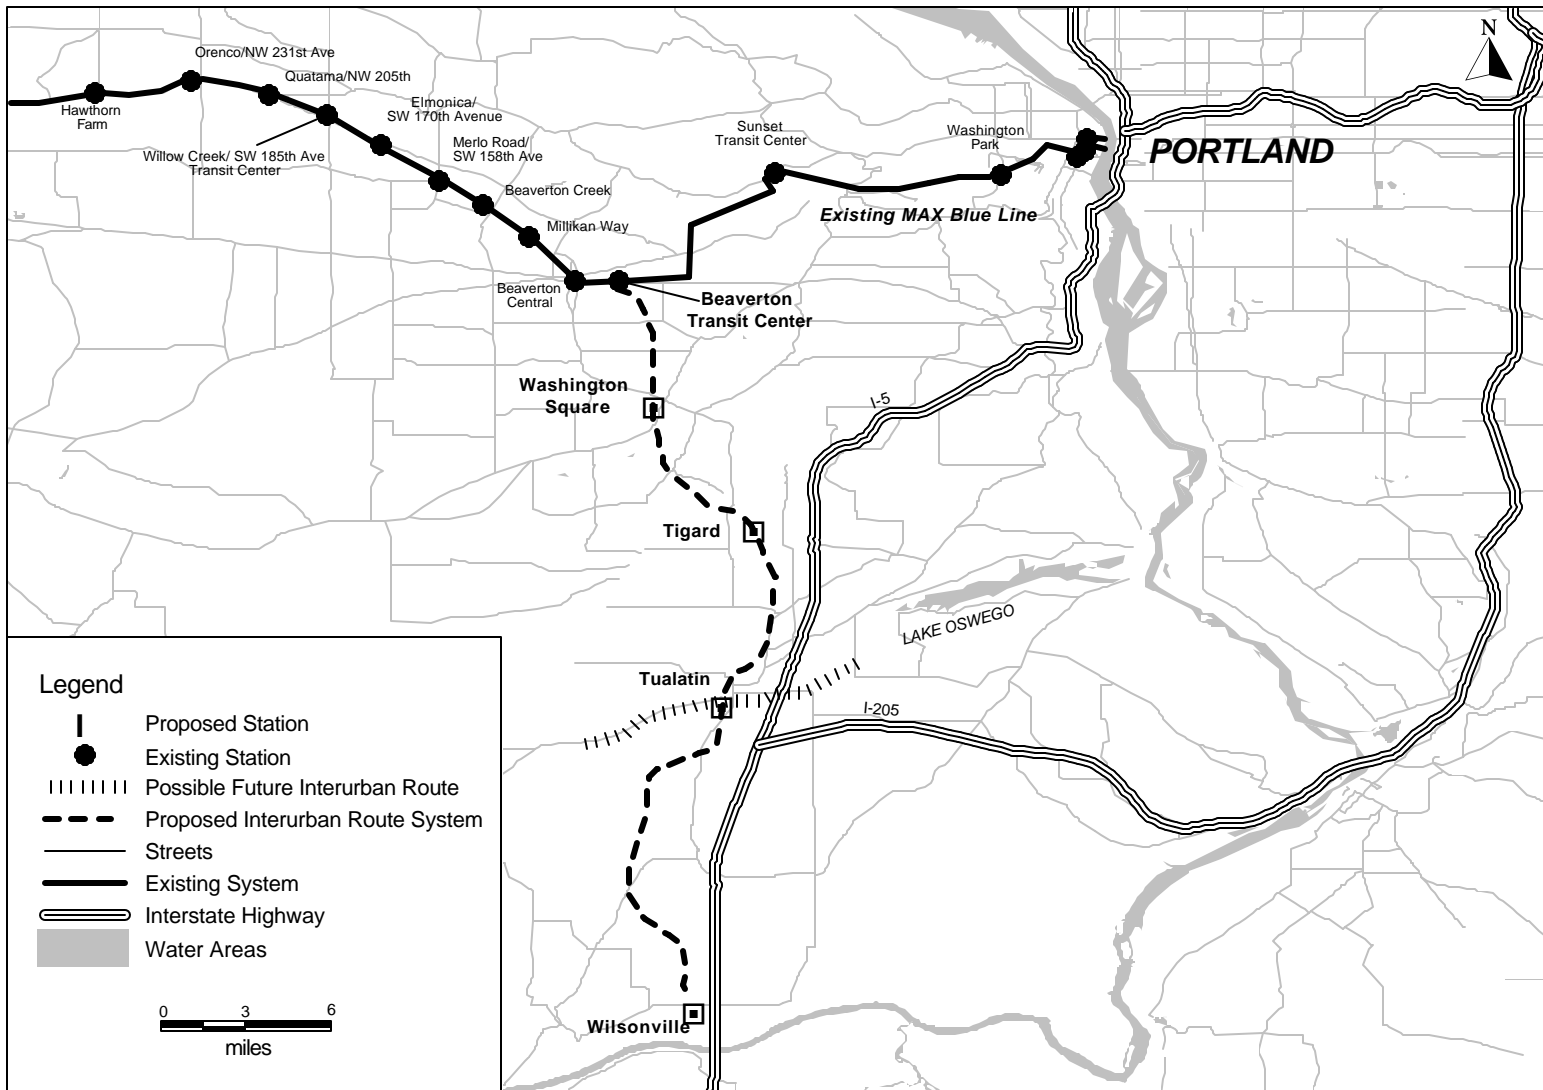 N
Orenco/NW 231st Ave
Quatama/NW 205th
Hawthorn
Farm
Elmonica/
SW 170th Avenue
Willow Creek/ SW 185th Ave
Transit Center
Merlo Road/
SW 158th Ave
Beaverton Creek
Millikan Way
Beaverton
Central
Sunset
Transit Center
Washington
Park
PORTLAND
Existing MAX Blue Line
Beaverton
Transit Center
Washington
Square
I-5
Tigard
LAKE OSWEGO
Tualatin
I-205
Wilsonville
Legend
Proposed Station
Existing Station
Possible Future Interurban Route
Proposed Interurban Route System
Streets
Existing System
Interstate Highway
Water Areas
0 3 6
miles